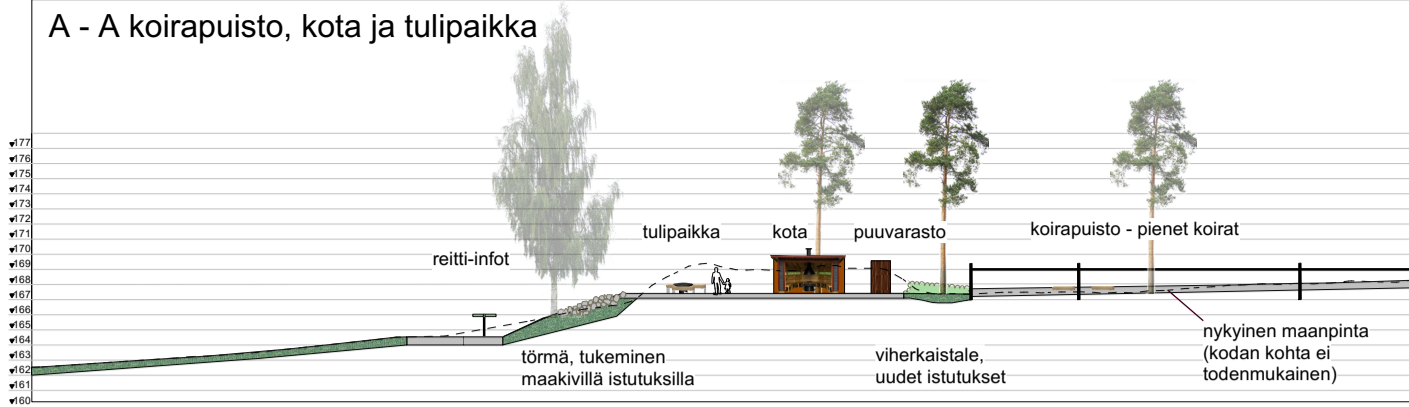 A - A koirapuisto, kota ja tulipaikka
177
176
175
174
173
172
171
170
169
168
167
166
165
164
163
162
161
160
reitti-infot
tulipaikka
kota
puuvarasto
koirapuisto - pienet koirat
törmä, tukeminen
maakivillä istutuksilla
viherkaistale,
uudet istutukset
nykyinen maanpinta
(kodan kohta ei
todenmukainen)